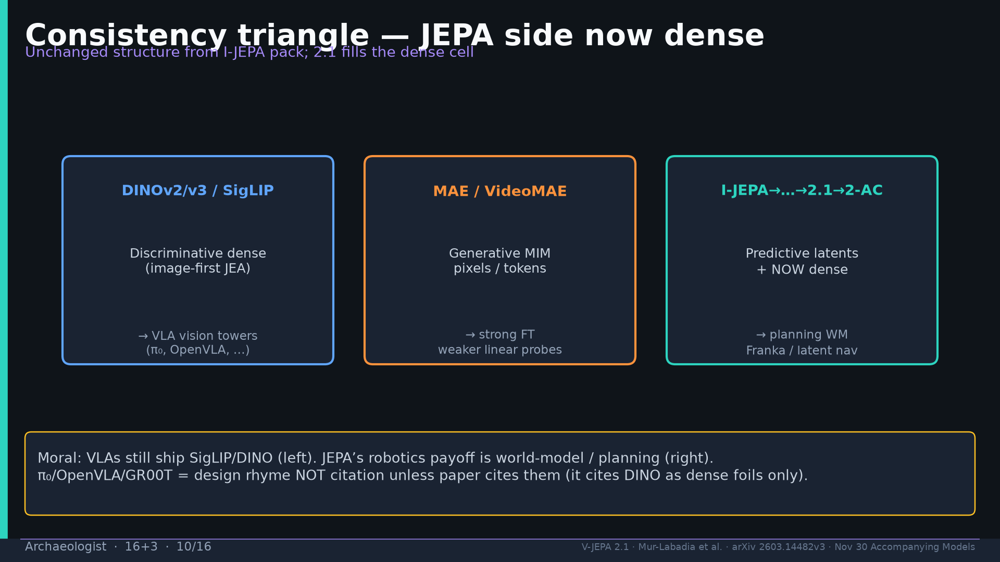 Consistency triangle — JEPA side now dense
Unchanged structure from I-JEPA pack; 2.1 fills the dense cell
DINOv2/v3 / SigLIP
Discriminative dense
(image-first JEA)
→ VLA vision towers
(π₀, OpenVLA, …)
MAE / VideoMAE
Generative MIM
pixels / tokens
→ strong FT
weaker linear probes
I-JEPA→…→2.1→2-AC
Predictive latents
+ NOW dense
→ planning WM
Franka / latent nav
Moral: VLAs still ship SigLIP/DINO (left). JEPA’s robotics payoff is world-model / planning (right).
π₀/OpenVLA/GR00T = design rhyme NOT citation unless paper cites them (it cites DINO as dense foils only).
Archaeologist · 16+3 · 10/16
V-JEPA 2.1 · Mur-Labadia et al. · arXiv 2603.14482v3 · Nov 30 Accompanying Models